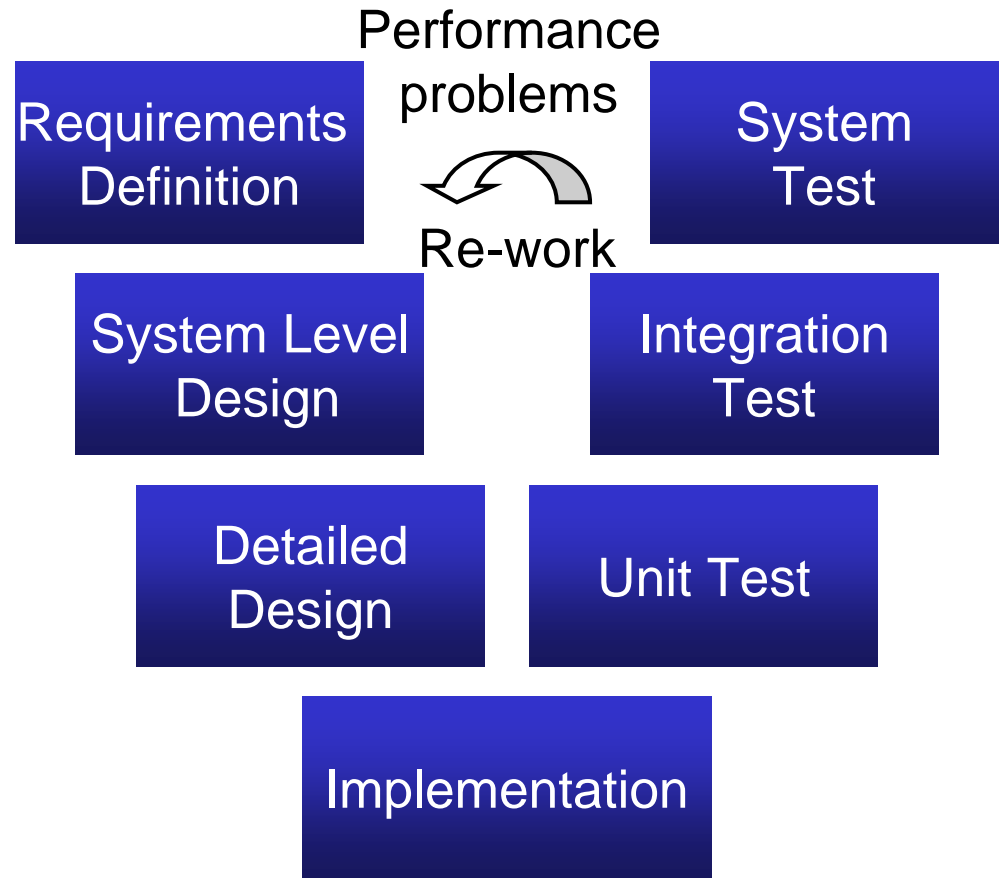 Performance
problems
Requirements
Definition
System
Test
Re-work
System Level
Design
Integration
Test
Detailed
Design
Unit Test
Implementation